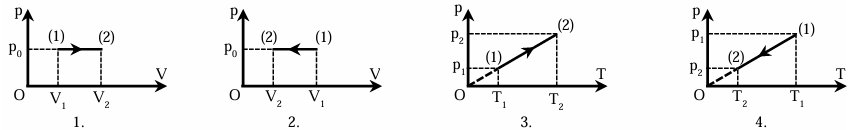 p
(1)
(2)
p₀
O
V₁
V₂
V
1.
p
(2)
(1)
p₀
O
V₂
V₁
V
2.
p
(2)
p₂
(1)
p₁
O
T₁
T₂
T
3.
p
(1)
p₁
(2)
p₂
O
T₂
T₁
T
4.